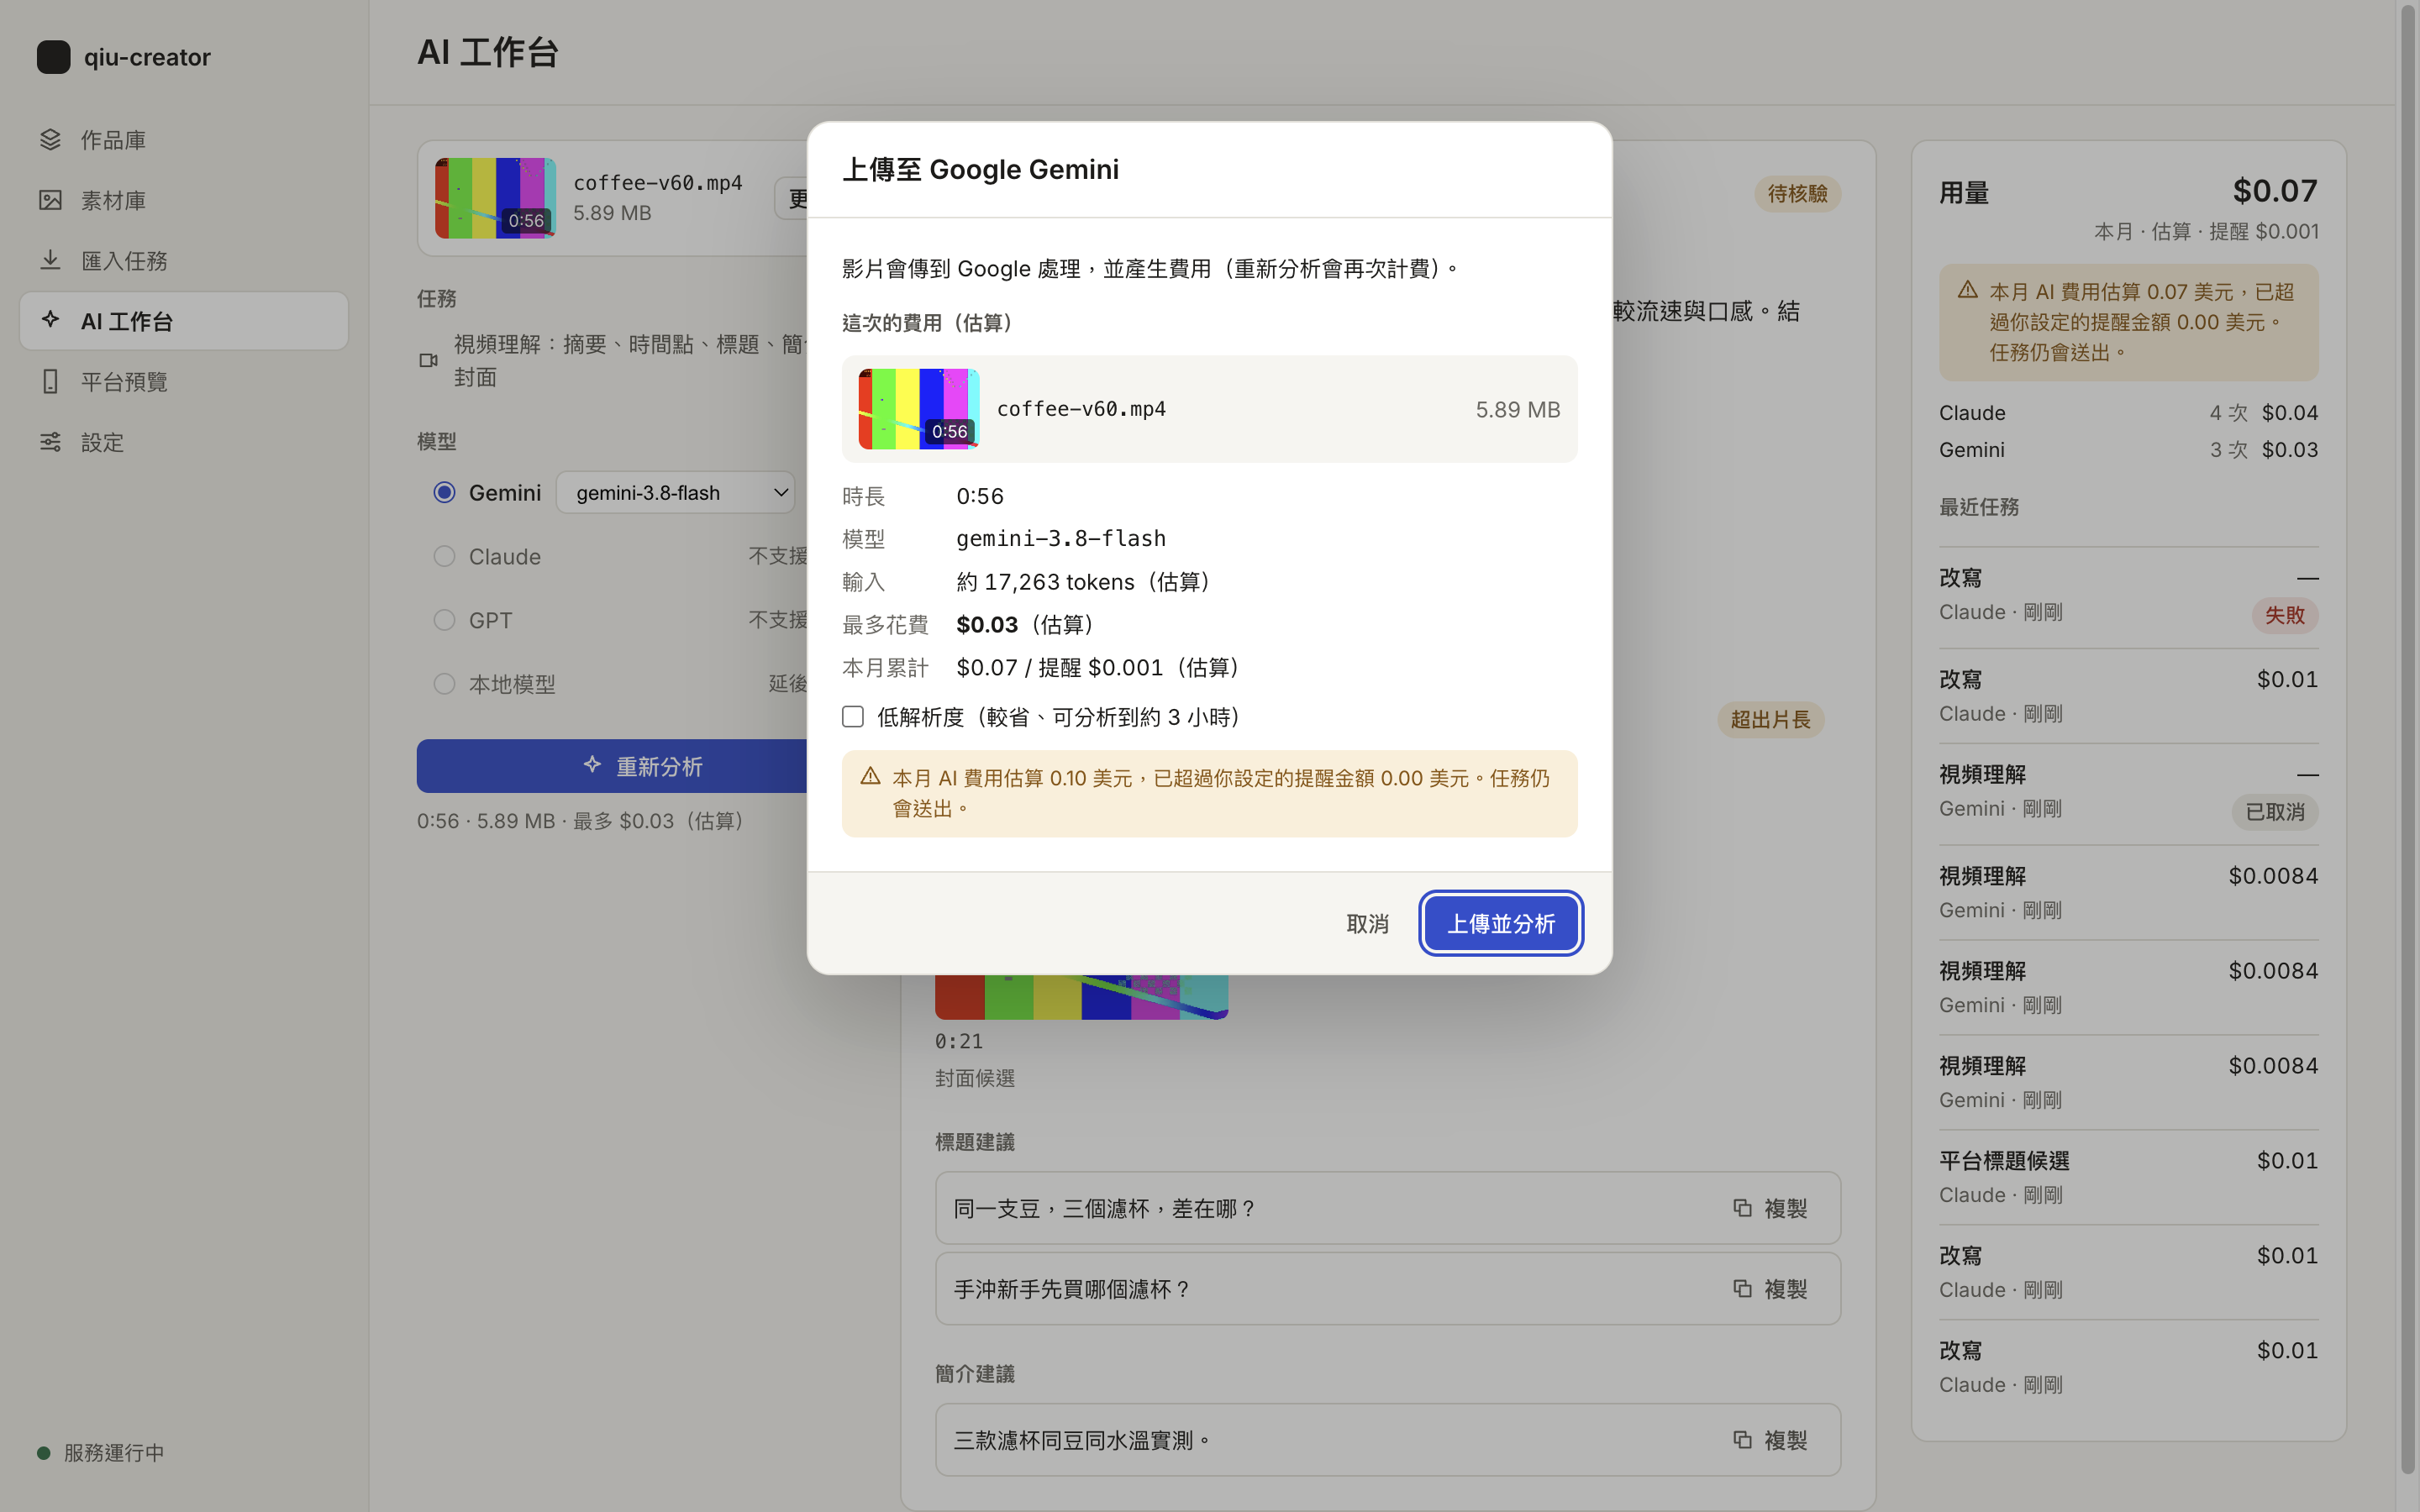 qiu-creator
作品庫
素材庫
匯入任務
AI 工作台
平台預覽
設定
服務運行中
AI 工作台
0:56
coffee-v60.mp4
5.89 MB
更
任務
視頻理解：摘要、時間點、標題、簡
封面
模型
Gemini
gemini-3.8-flash
Claude
不支援
GPT
不支援
本地模型
延後
重新分析
0:56 · 5.89 MB · 最多 $0.03（估算）
上傳至 Google Gemini
影片會傳到 Google 處理，並產生費用（重新分析會再次計費）。
這次的費用（估算）
0:56
coffee-v60.mp4
5.89 MB
時長 0:56
模型 gemini-3.8-flash
輸入 約 17,263 tokens（估算）
最多花費 $0.03（估算）
本月累計 $0.07 / 提醒 $0.001（估算）
低解析度（較省、可分析到約 3 小時）
本月 AI 費用估算 0.10 美元，已超過你設定的提醒金額 0.00 美元。任務仍
會送出。
取消
上傳並分析
待核驗
較流速與口感。結
超出片長
0:21
封面候選
標題建議
同一支豆，三個濾杯，差在哪？
複製
手沖新手先買哪個濾杯？
複製
簡介建議
三款濾杯同豆同水溫實測。
複製
用量
$0.07
本月 · 估算 · 提醒 $0.001
本月 AI 費用估算 0.07 美元，已超
過你設定的提醒金額 0.00 美元。
任務仍會送出。
Claude 4 次 $0.04
Gemini 3 次 $0.03
最近任務
改寫 —
Claude · 剛剛 失敗
改寫 $0.01
Claude · 剛剛
視頻理解 —
Gemini · 剛剛 已取消
視頻理解 $0.0084
Gemini · 剛剛
視頻理解 $0.0084
Gemini · 剛剛
視頻理解 $0.0084
Gemini · 剛剛
平台標題候選 $0.01
Claude · 剛剛
改寫 $0.01
Claude · 剛剛
改寫 $0.01
Claude · 剛剛